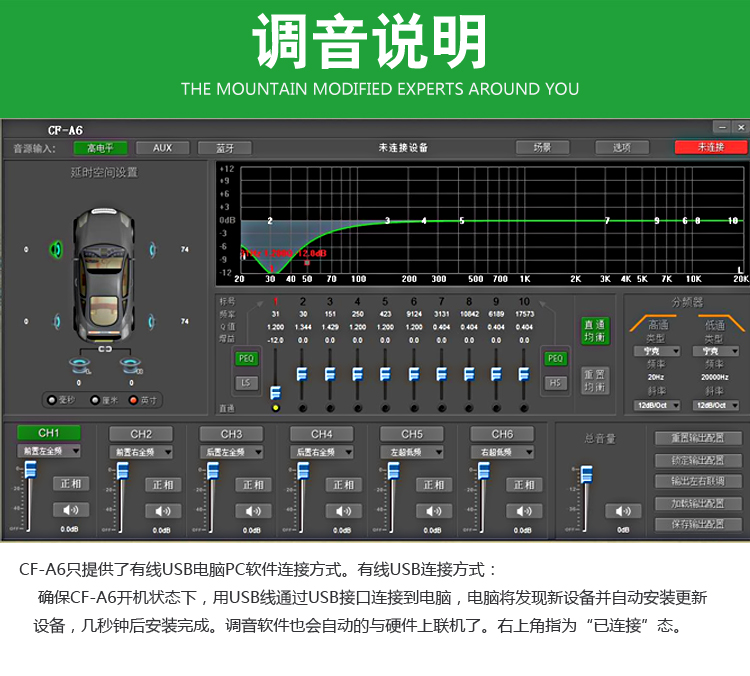 调音说明
THE MOUNTAIN MODIFIED EXPERTS AROUND YOU
CF-A6
音源输入: 高电平 AUX 蓝牙 未连接设备 场景 选项 未连接
延时空间设置
+12
+9
+6
+3
0dB
-3
-6
-9
-12
2 3 4 5 7 9 6 8 10
20 30 40 50 70 100 200 300 500 700 1K 2K 3K 4K 5K 7K 10K 20K
0 74
0 74
0 0
毫秒 厘米 英寸
标号 1 2 3 4 5 6 7 8 9 10
频率 31 30 151 250 423 9124 3131 10842 6189 17573
Q值 1.200 1.344 1.429 1.200 1.200 0.404 0.404 0.404 0.404
增益 -12.0 0.0 0.0 0.0 0.0 0.0 0.0 0.0 0.0 0.0
PEQ
LS
直通
PEQ
HS
直通均衡
重置均衡
分频器
高通 低通
类型 类型
宁克 宁克
频率 频率
20Hz 20000Hz
斜率 斜率
12dB/Oct 12dB/Oct
CH1 CH2 CH3 CH4 CH5 CH6
前置左全频 前置右全频 后置左全频 后置右全频 左超低频 右超低频
正相 正相 正相 正相 正相 正相
0.0dB 0.0dB 0.0dB 0.0dB 0.0dB 0.0dB
总音量
0dB
重置输出配置
锁定输出配置
输出左右联调
加载输出配置
保存输出配置
CF-A6只提供了有线USB电脑PC软件连接方式。有线USB连接方式：
确保CF-A6开机状态下，用USB线通过USB接口连接到电脑，电脑将发现新设备并自动安装更新
设备，几秒钟后安装完成。调音软件也会自动的与硬件上联机了。右上角指为“已连接”态。